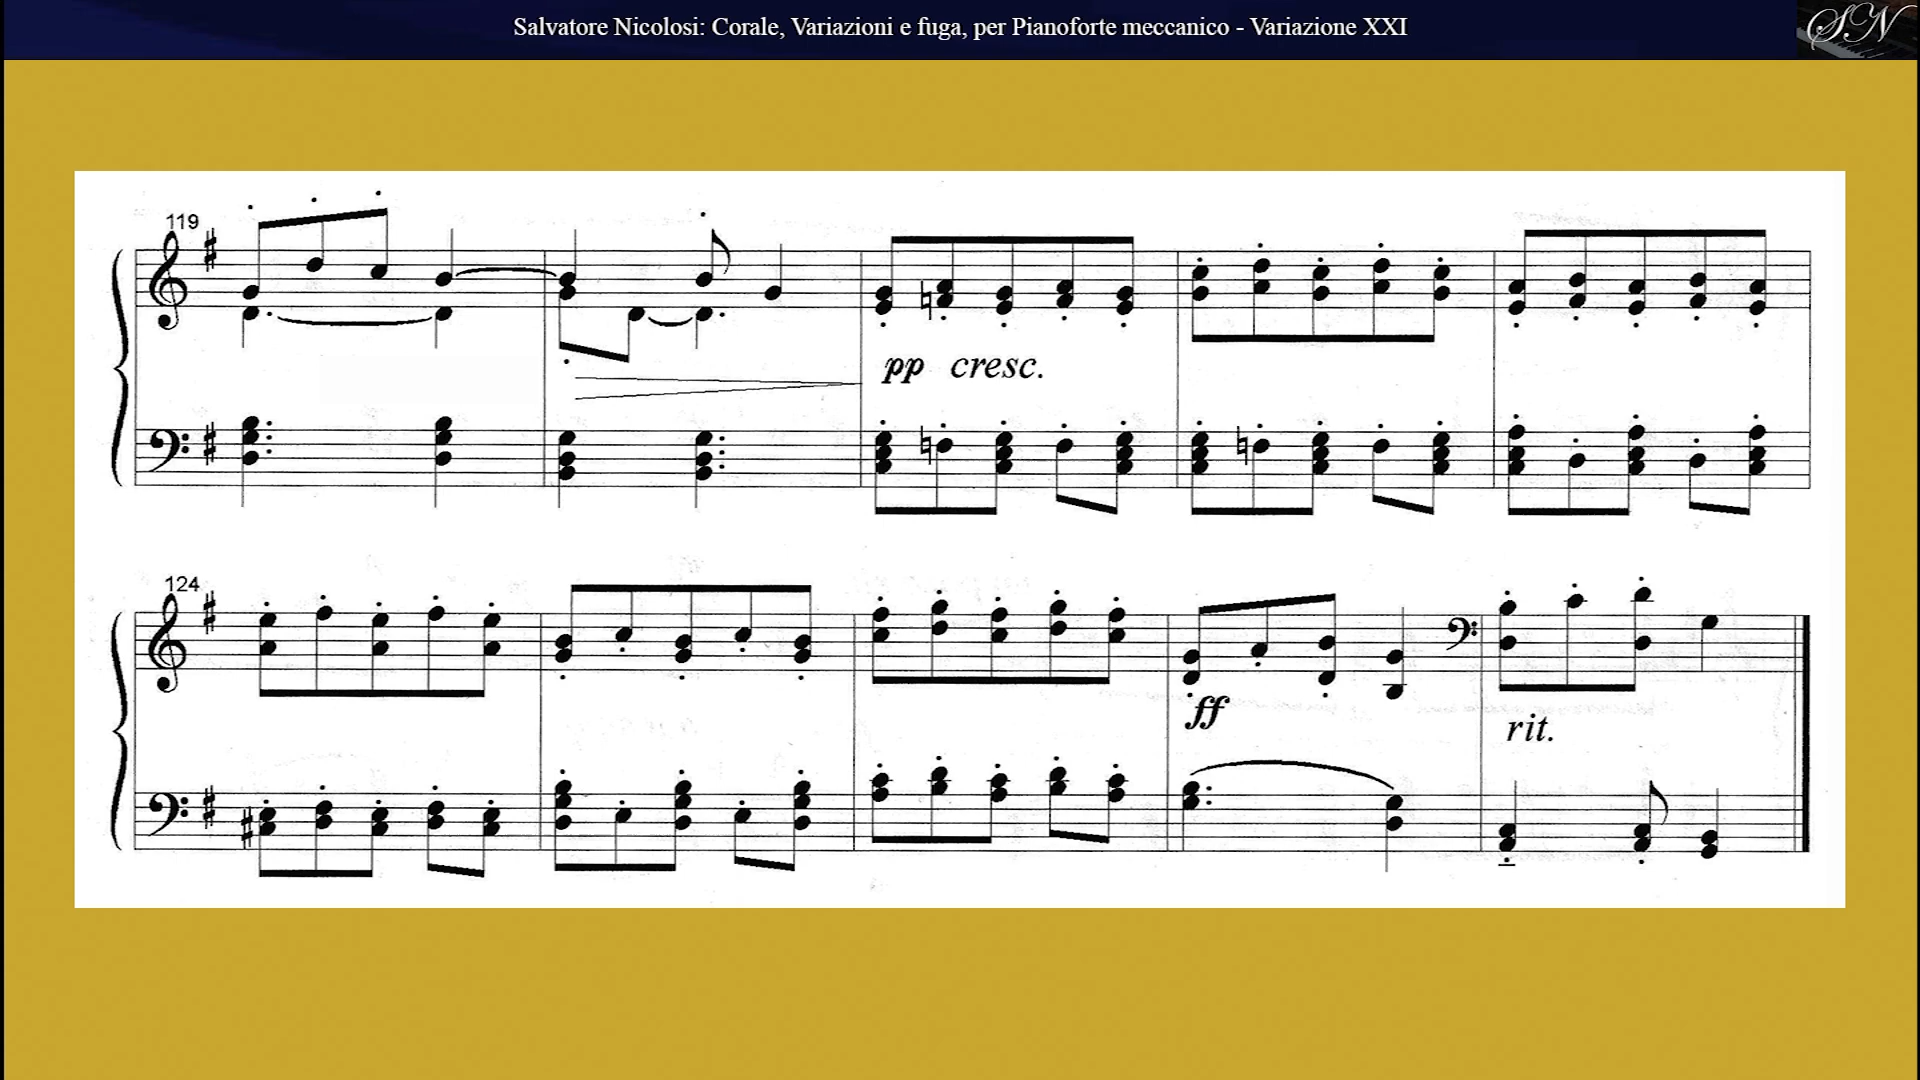 Salvatore Nicolosi: Corale, Variazioni e fuga, per Pianoforte meccanico - Variazione XXI
SN
119
pp cresc.
124
ff
rit.